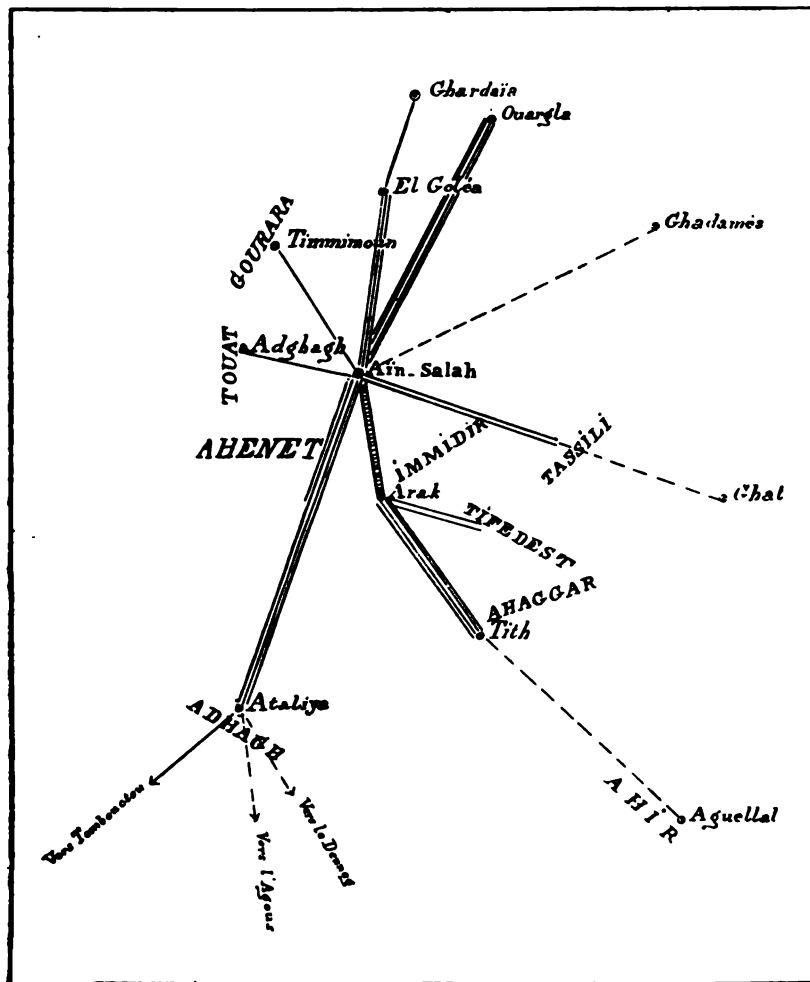 Ghardaïa
Ouargla
El Goléa
Ghadamès
GOURARA
Timmimoun
TOUAT
Adghagh
Aïn-Salah
AHENET
IMMIDIR
TASSILI
Arak
Ghat
TIFEDEST
AHAGGAR
Tith
Ataliya
ADHAGH
Vers Tombouctou
Vers l'Agous
Vers le Denneg
AHIR
Aguellal